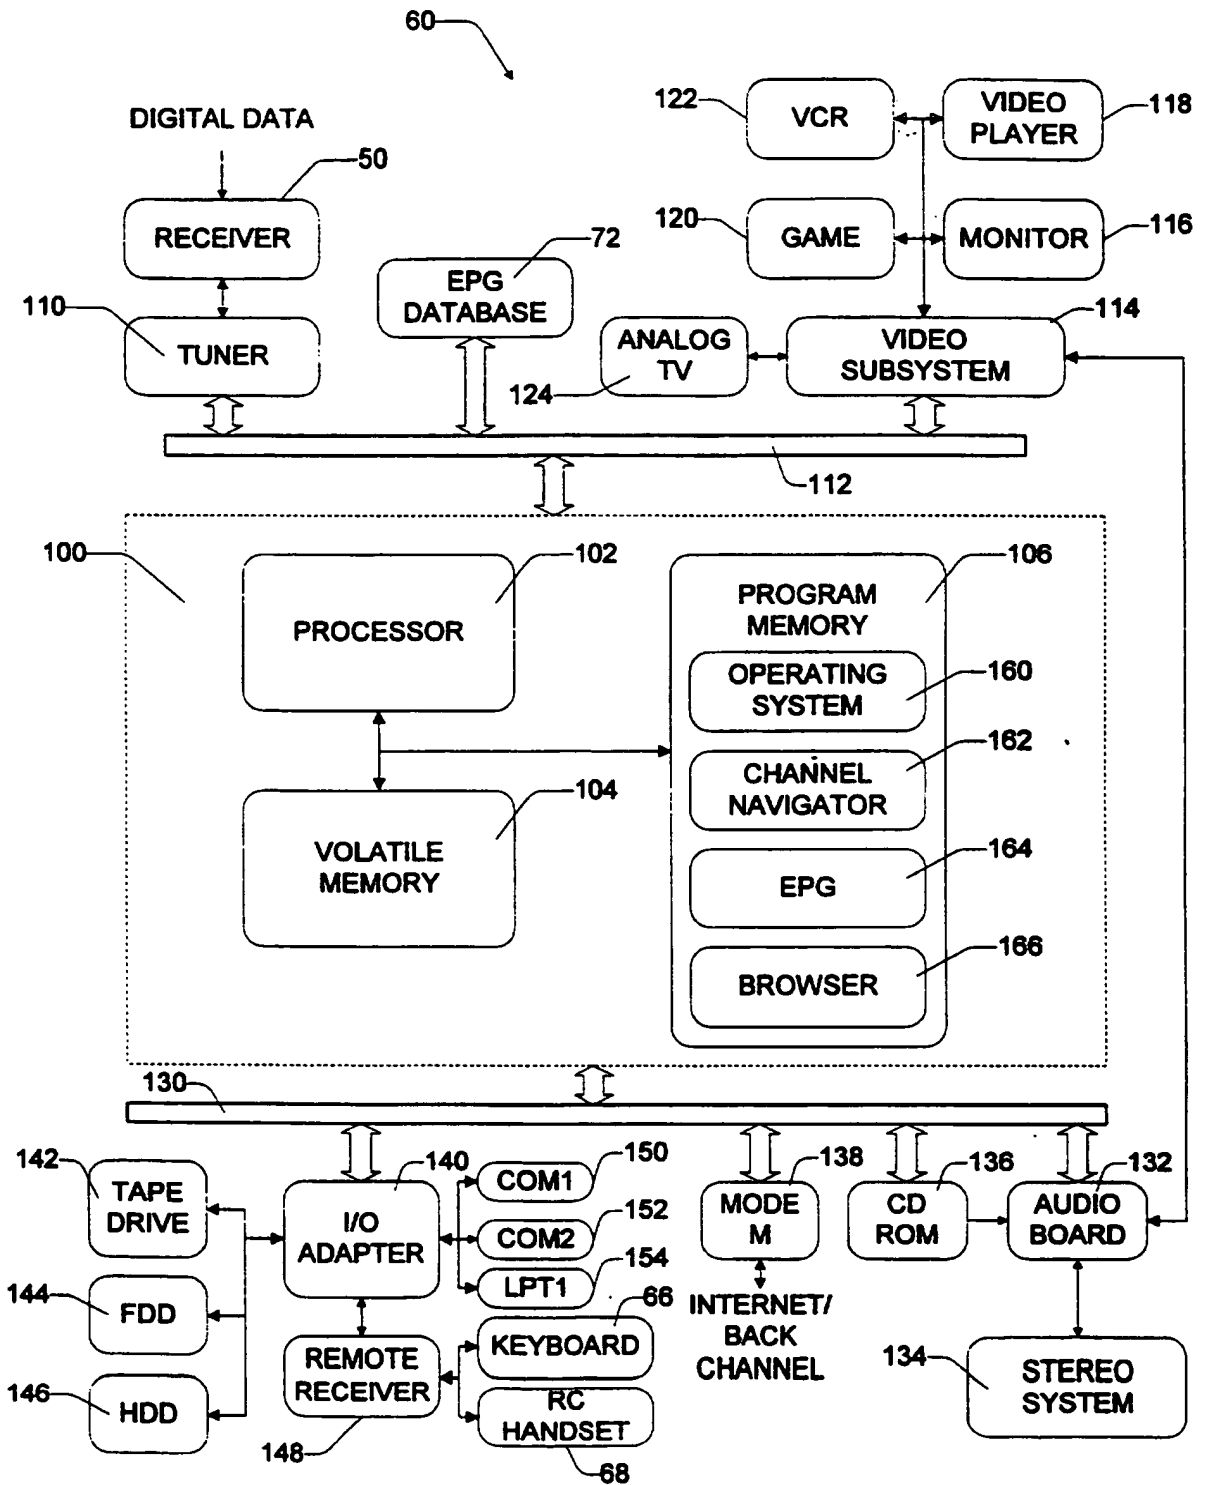 60
DIGITAL DATA
50
RECEIVER
110
TUNER
72
EPG
DATABASE
122
VCR
VIDEO
PLAYER
118
120
GAME
MONITOR
116
ANALOG
TV
124
VIDEO
SUBSYSTEM
114
112
100
PROCESSOR
102
VOLATILE
MEMORY
104
PROGRAM
MEMORY
106
OPERATING
SYSTEM
160
CHANNEL
NAVIGATOR
162
EPG
164
BROWSER
166
130
142
TAPE
DRIVE
144
FDD
146
HDD
I/O
ADAPTER
140
COM1
150
COM2
152
LPT1
154
REMOTE
RECEIVER
148
KEYBOARD
66
RC
HANDSET
68
MODE
M
138
INTERNET/
BACK
CHANNEL
CD
ROM
136
AUDIO
BOARD
132
134
STEREO
SYSTEM